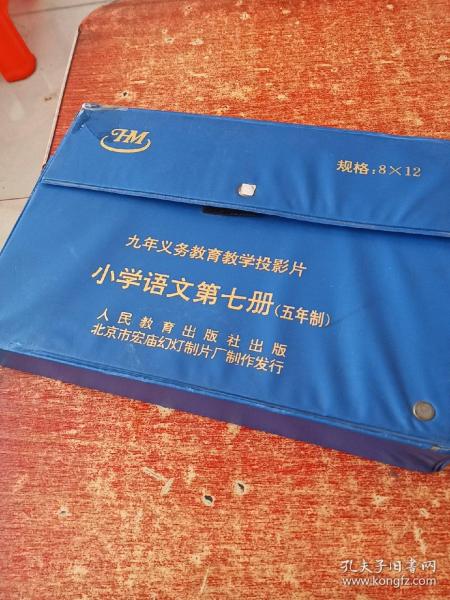 HM
规格:8×12
九年义务教育教学投影片
小学语文第七册(五年制)
人民教育出版社出版
北京市宏庙幻灯制片厂制作发行
孔夫子旧书网
www.kongfz.com